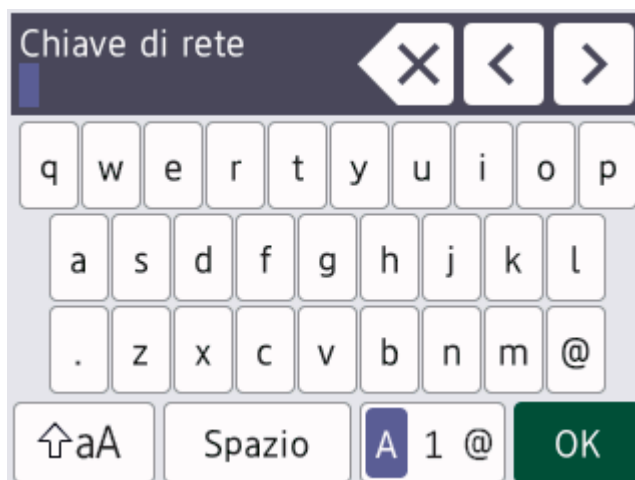 Chiave di rete
q w e r t y u i o p
a s d f g h j k l
. z x c v b n m @
aA Spazio A 1 @ OK